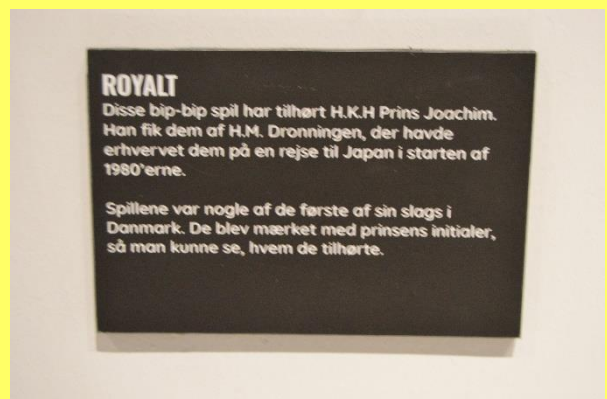 ROYALT
Disse bip-bip spil har tilhørt H.K.H Prins Joachim.
Han fik dem af H.M. Dronningen, der havde
erhvervet dem på en rejse til Japan i starten af
1980'erne.
Spillene var nogle af de første af sin slags i
Danmark. De blev mærket med prinsens initialer,
så man kunne se, hvem de tilhørte.